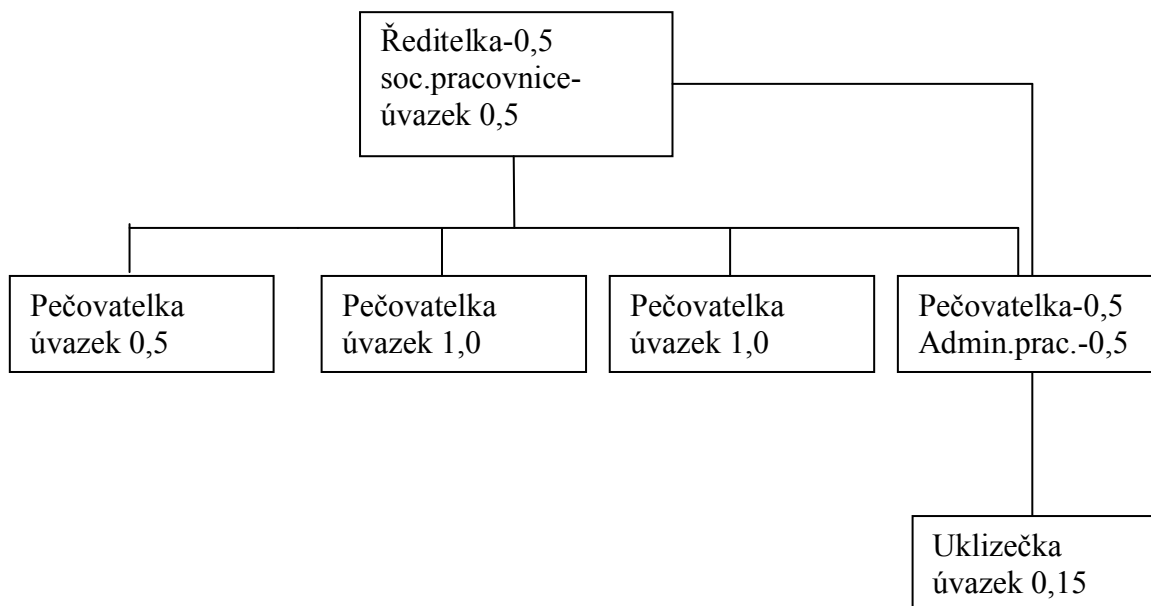 Ředitelka-0,5
soc.pracovnice-
úvazek 0,5
Pečovatelka
úvazek 0,5
Pečovatelka
úvazek 1,0
Pečovatelka
úvazek 1,0
Pečovatelka-0,5
Admin.prac.-0,5
Uklizečka
úvazek 0,15